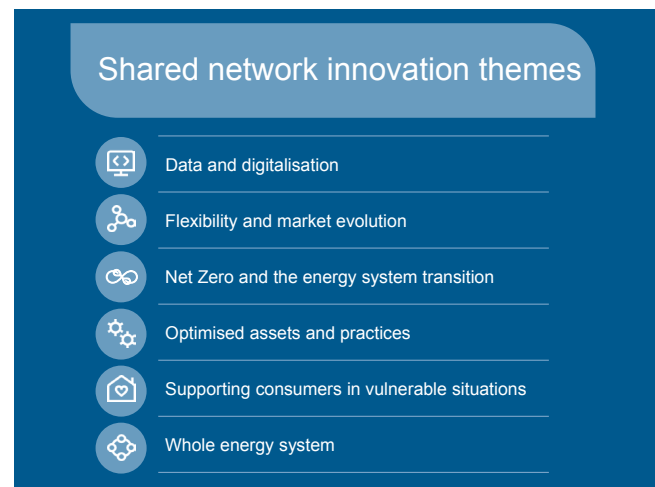 Shared network innovation themes
Data and digitalisation
Flexibility and market evolution
Net Zero and the energy system transition
Optimised assets and practices
Supporting consumers in vulnerable situations
Whole energy system